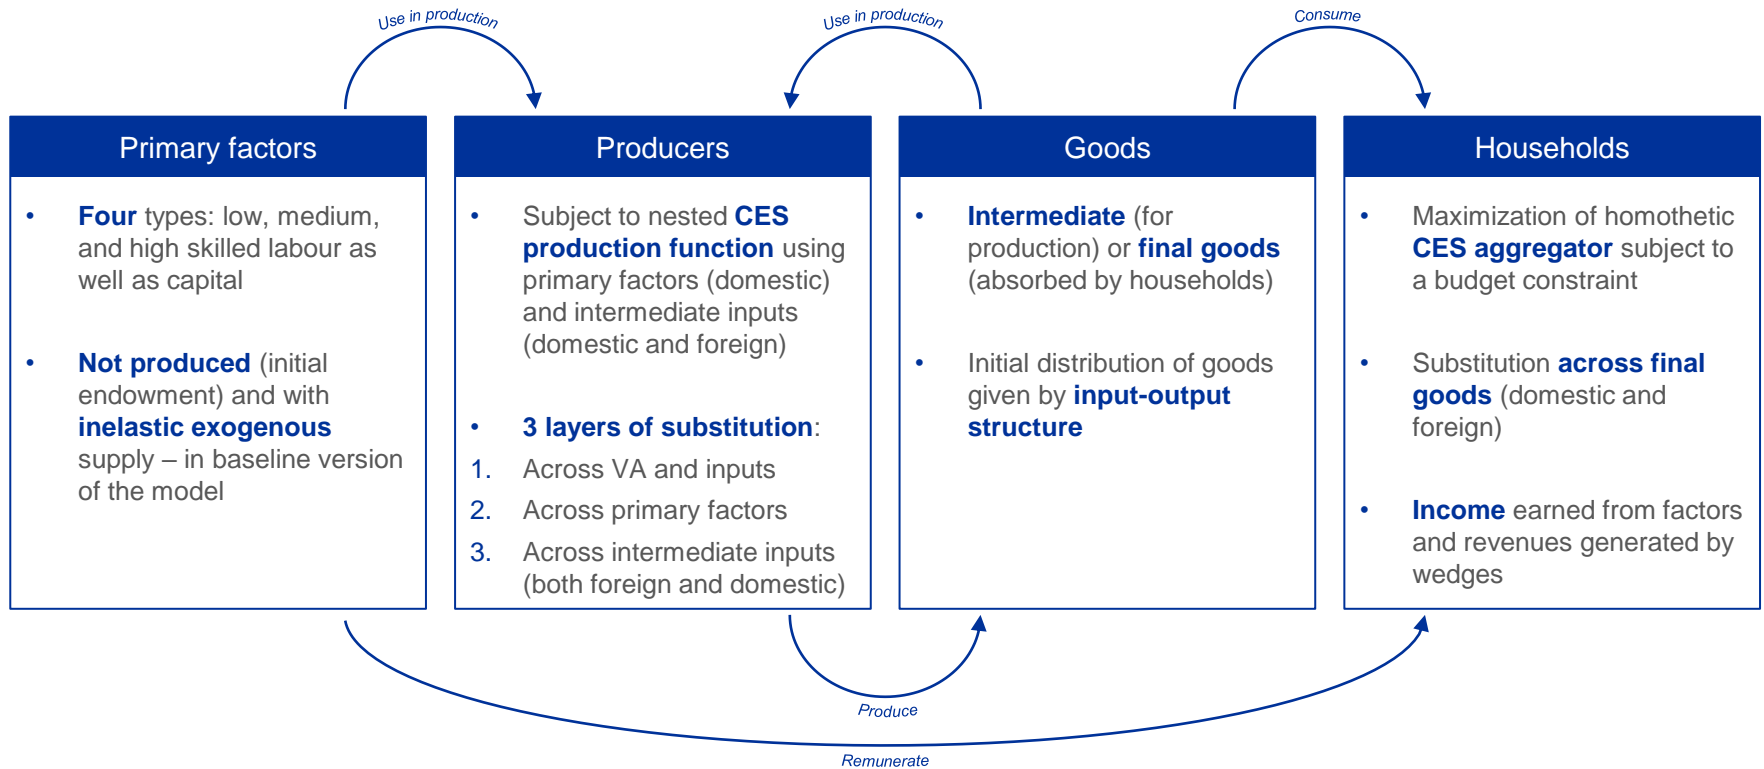 Use in production
Use in production
Consume
Primary factors
• Four types: low, medium,
and high skilled labour as
well as capital
• Not produced (initial
endowment) and with
inelastic exogenous
supply – in baseline version
of the model
Producers
• Subject to nested CES
production function using
primary factors (domestic)
and intermediate inputs
(domestic and foreign)
• 3 layers of substitution:
1. Across VA and inputs
2. Across primary factors
3. Across intermediate inputs
(both foreign and domestic)
Goods
• Intermediate (for
production) or final goods
(absorbed by households)
• Initial distribution of goods
given by input-output
structure
Households
• Maximization of homothetic
CES aggregator subject to
a budget constraint
• Substitution across final
goods (domestic and
foreign)
• Income earned from factors
and revenues generated by
wedges
Produce
Remunerate